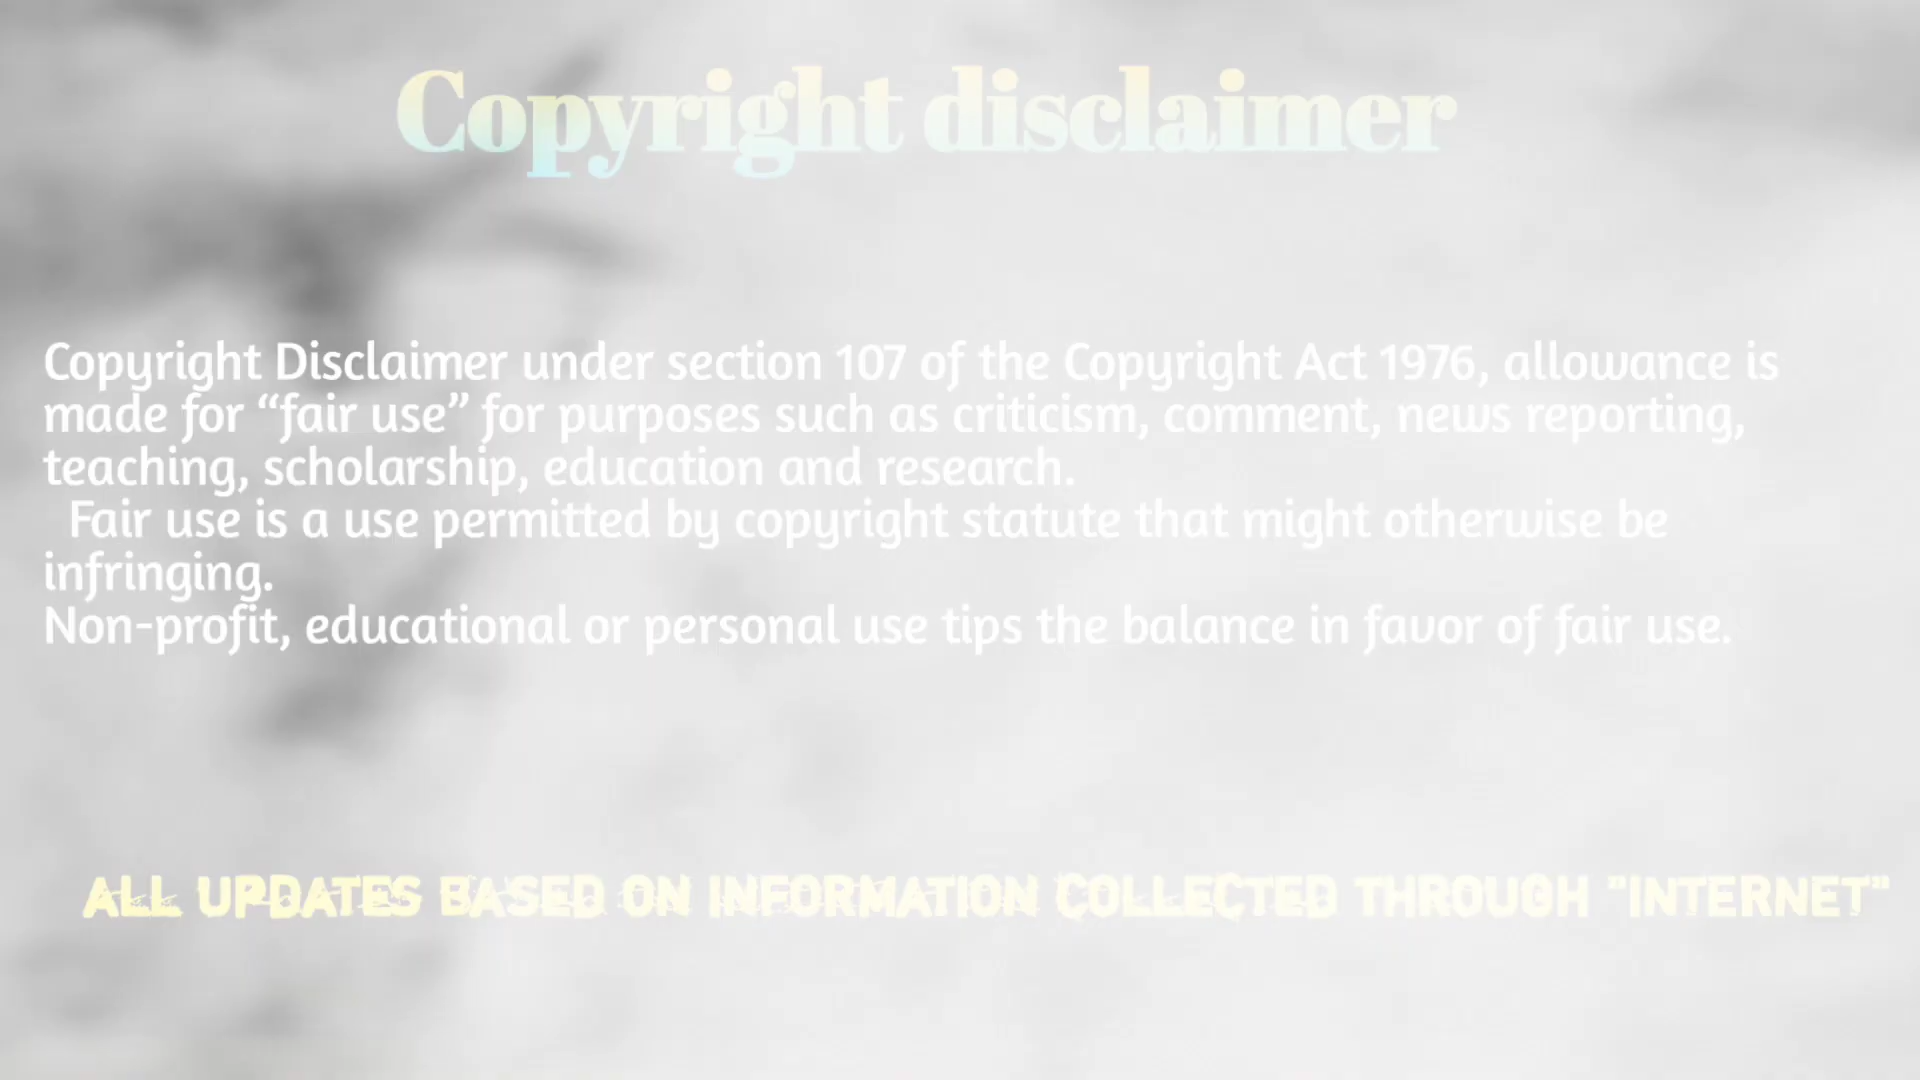 Copyright disclaimer
Copyright Disclaimer under section 107 of the Copyright Act 1976, allowance is
made for “fair use” for purposes such as criticism, comment, news reporting,
teaching, scholarship, education and research.
Fair use is a use permitted by copyright statute that might otherwise be
infringing.
Non-profit, educational or personal use tips the balance in favor of fair use.
ALL UPDATES BASED ON INFORMATION COLLECTED THROUGH "INTERNET"